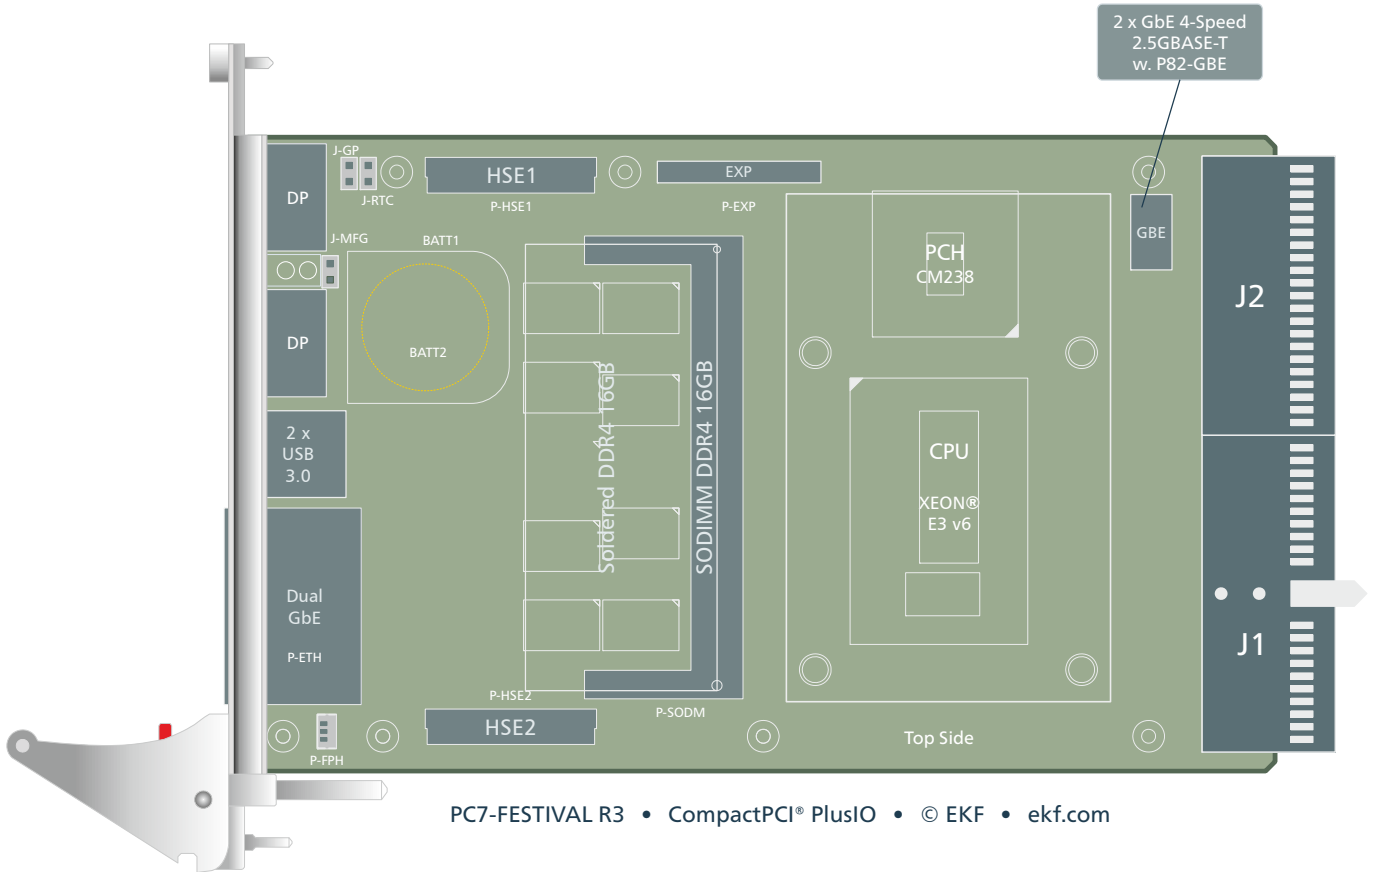 2 x GbE 4-Speed
2.5GBASE-T
w. P82-GBE
J-GP
DP
J-RTC
HSE1
P-HSE1
EXP
P-EXP
GBE
J-MFG
BATT1
PCH
CM238
J2
DP
BATT2
Soldered DDR4 16GB
SODIMM DDR4 16GB
2 x
USB
3.0
CPU
XEON®
E3 v6
Dual
GbE
P-ETH
J1
P-HSE2
HSE2
P-SODM
Top Side
P-FPH
PC7-FESTIVAL R3 • CompactPCI® PlusIO • © EKF • ekf.com